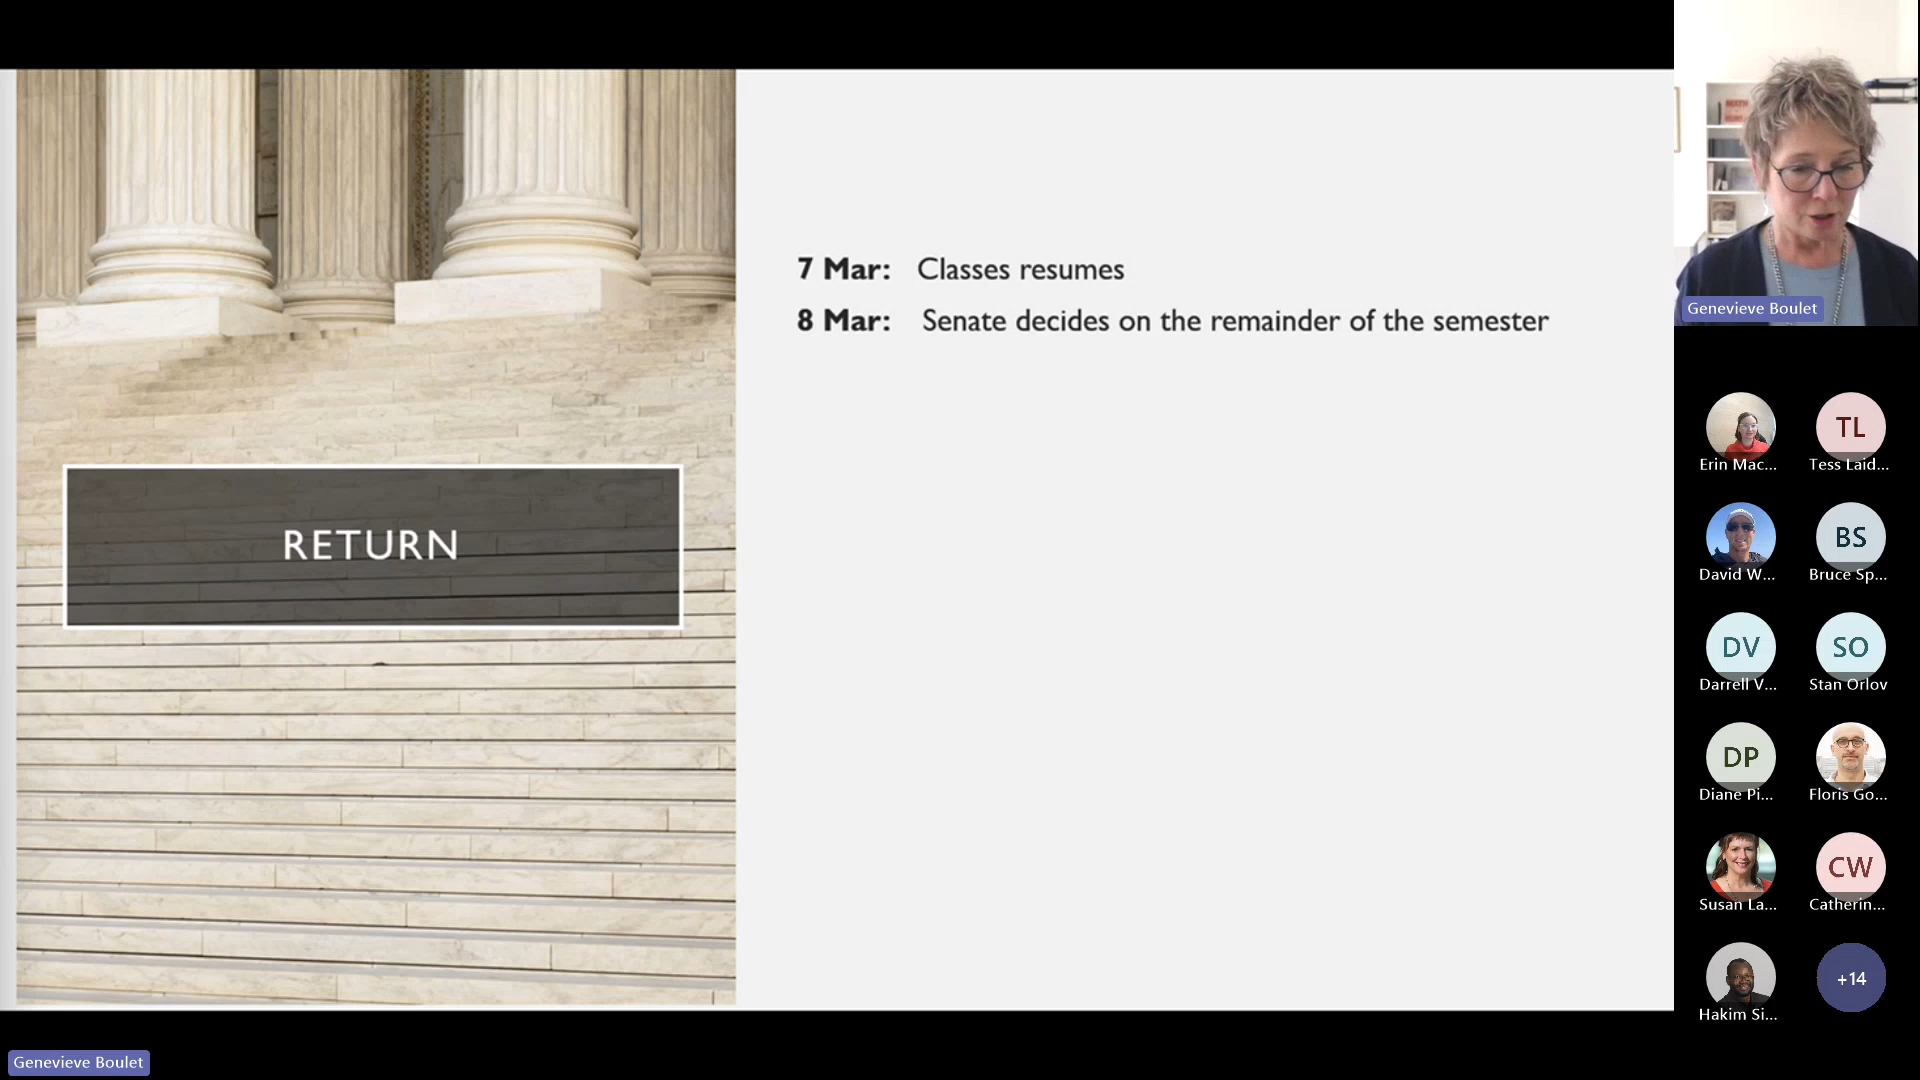 RETURN
7 Mar: Classes resumes
8 Mar: Senate decides on the remainder of the semester
MATH
Genevieve Boulet
Erin Mac...
Tess Laid...
TL
David W...
BS
Bruce Sp...
DV
Darrell V...
SO
Stan Orlov
DP
Diane Pi...
Floris Go...
Susan La...
CW
Catherin...
Hakim Si...
+14
Genevieve Boulet